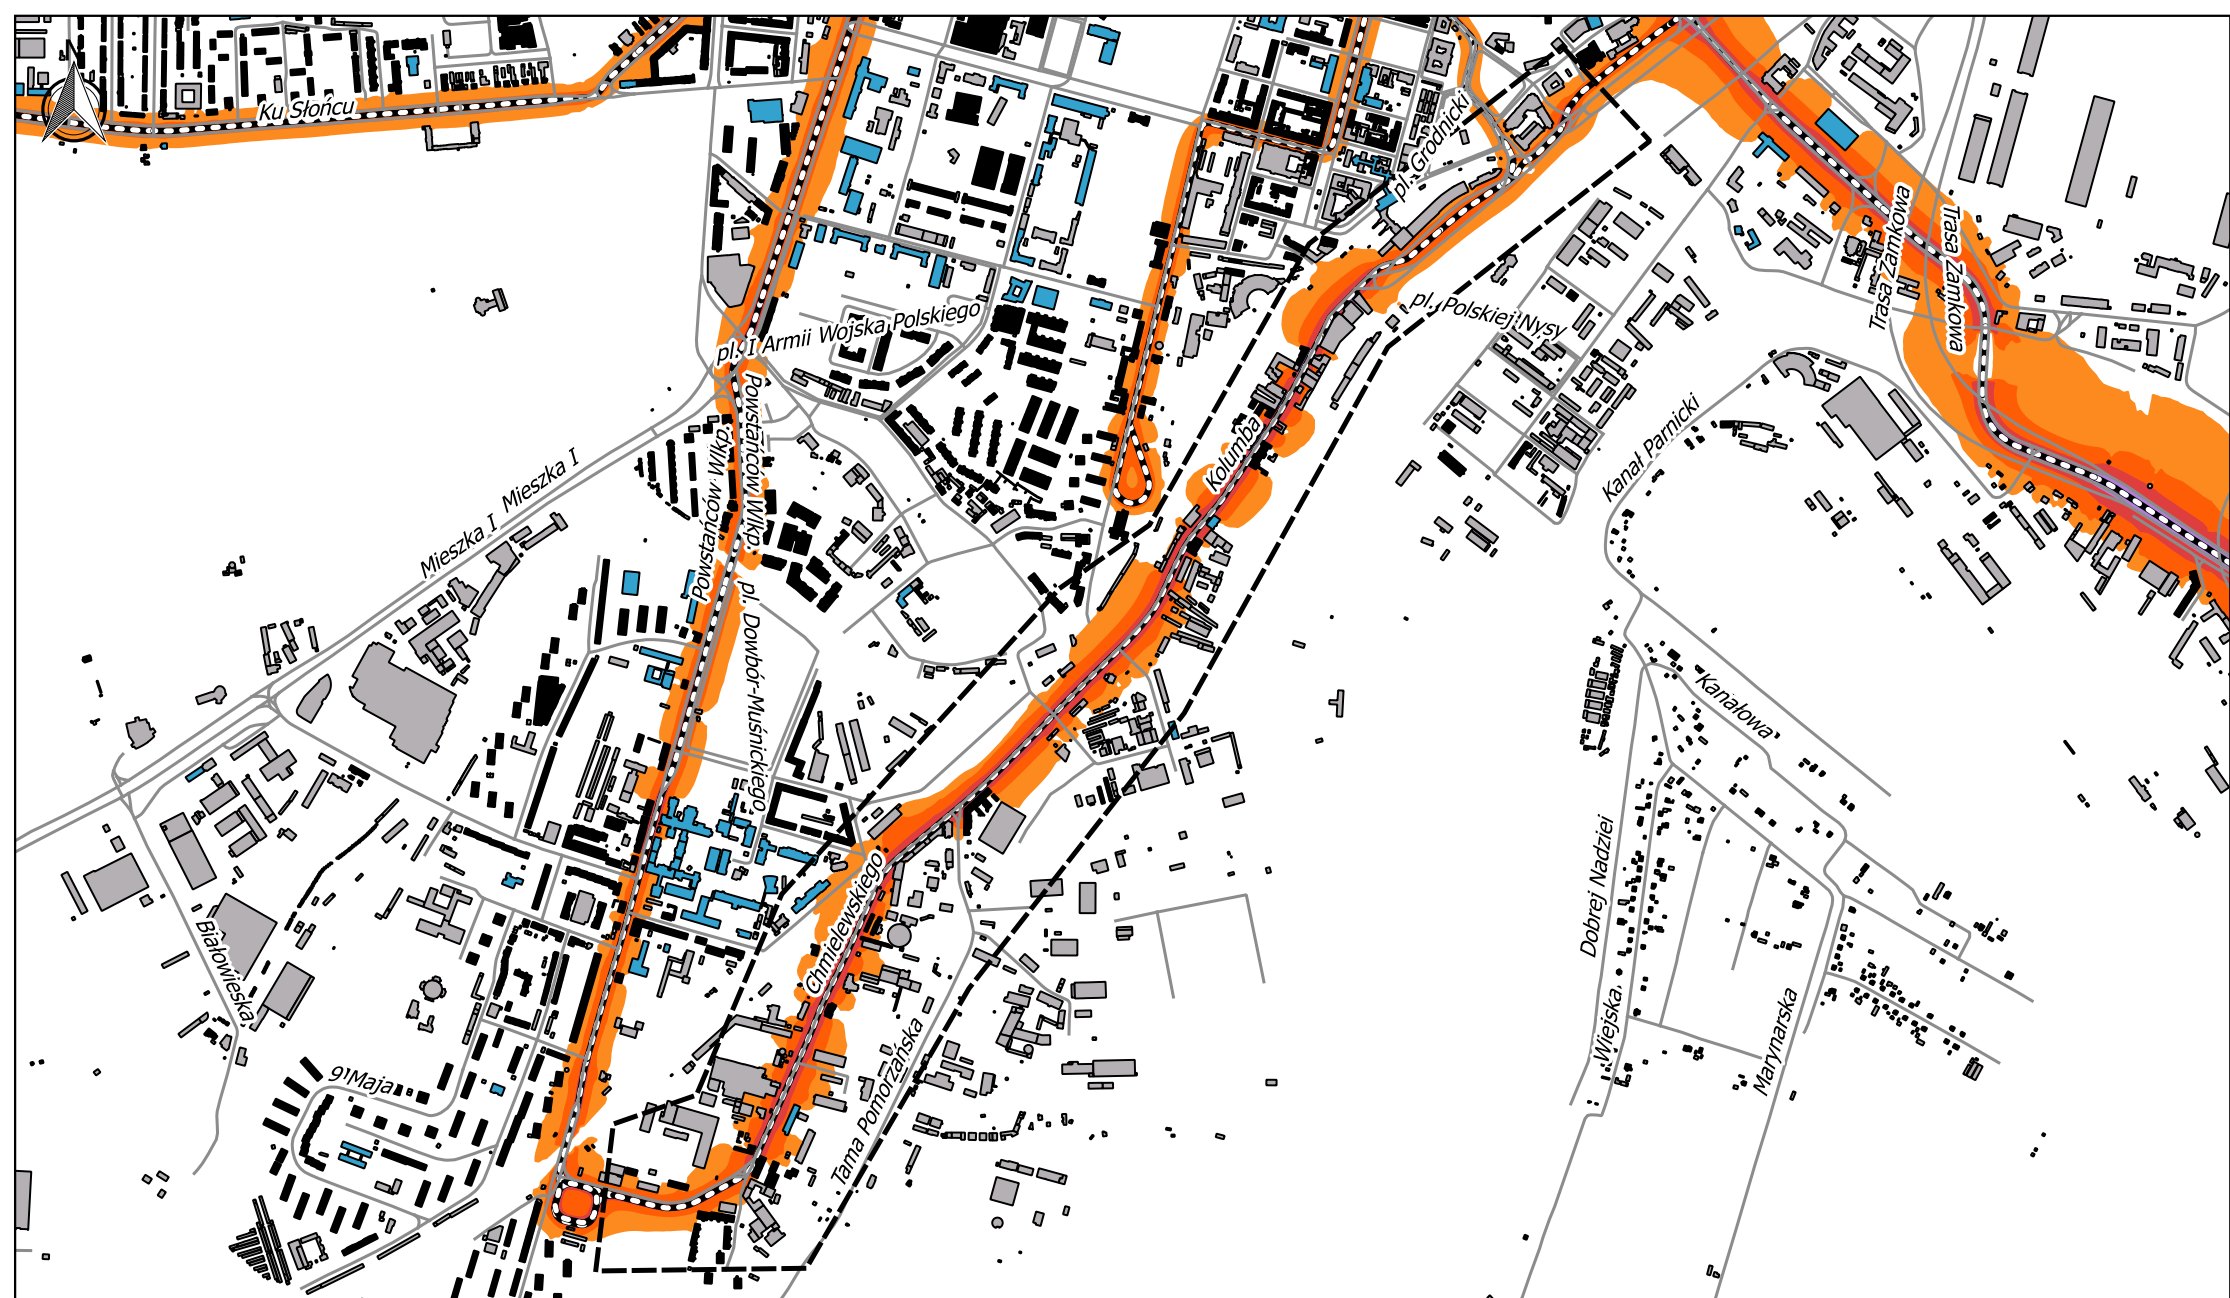 N
Ku Słońcu
pl. Grodnicki
Trasa Zamkowa
Trasa Zamkowa
pl. I Armii Wojska Polskiego
pl. Polskiej Nysy
Powstańców Wlkp.
Powstańców Wlkp.
Mieszka I
Mieszka I
Kolumba
Kanał Parnicki
pl. Dowbór-Muśnickiego
Kanałowa
Dobrej Nadziei
Chmielewskiego
Białowieska
Wiejska
Marynarska
Tama Pomorzańska
9 Maja